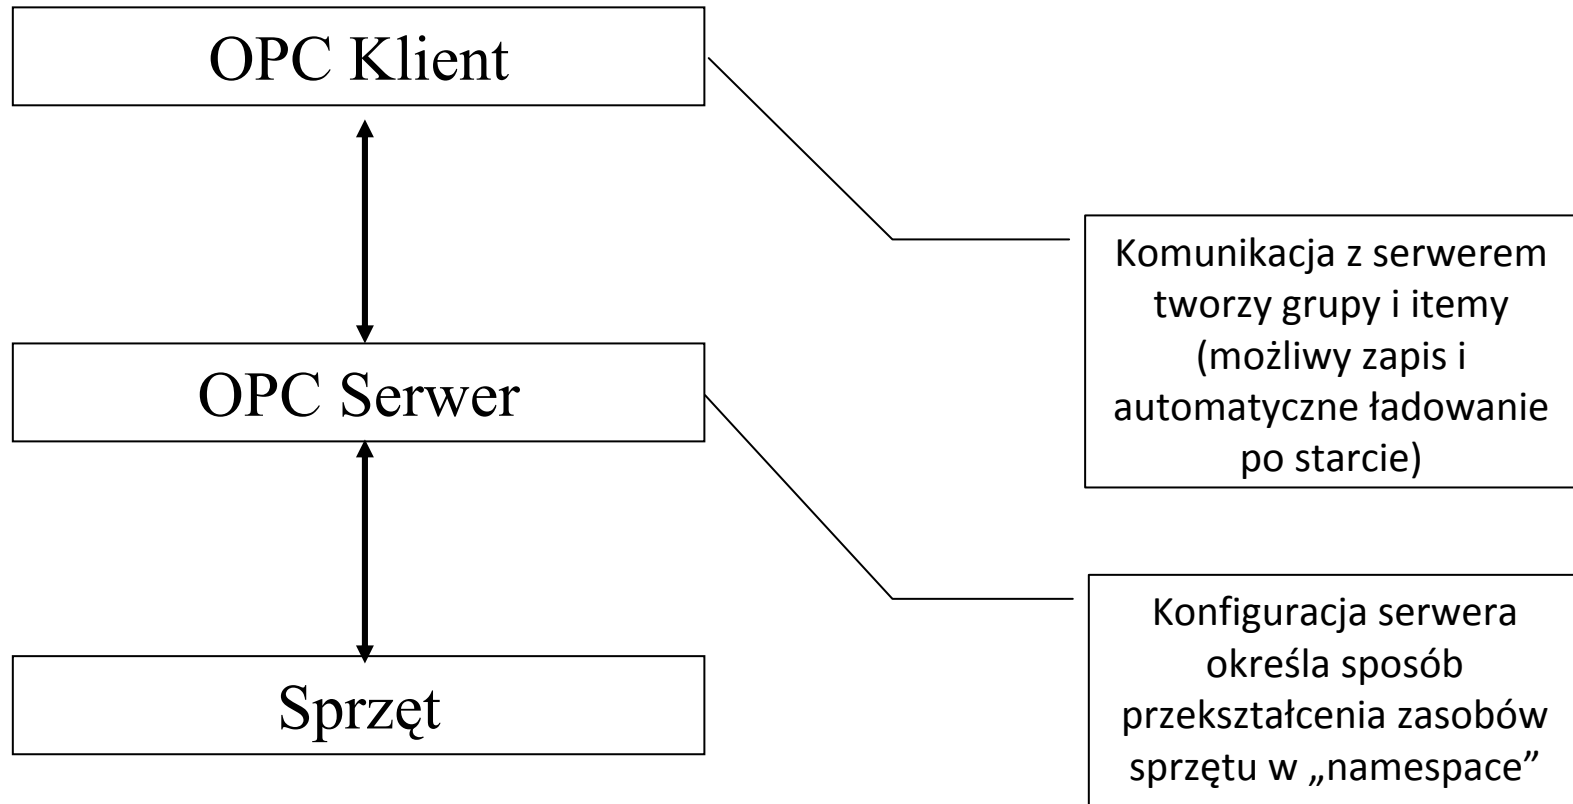 OPC Klient
OPC Serwer
Sprzęt
Komunikacja z serwerem
tworzy grupy i itemy
(możliwy zapis i
automatyczne ładowanie
po starcie)
Konfiguracja serwera
określa sposób
przekształcenia zasobów
sprzętu w „namespace”